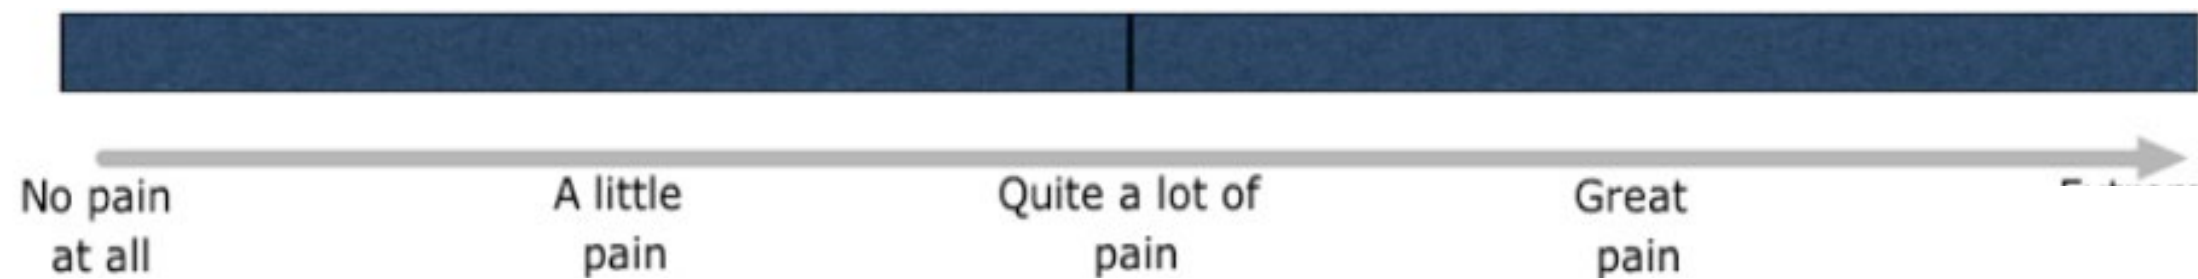 No pain
at all
A little
pain
Quite a lot of
pain
Great
pain